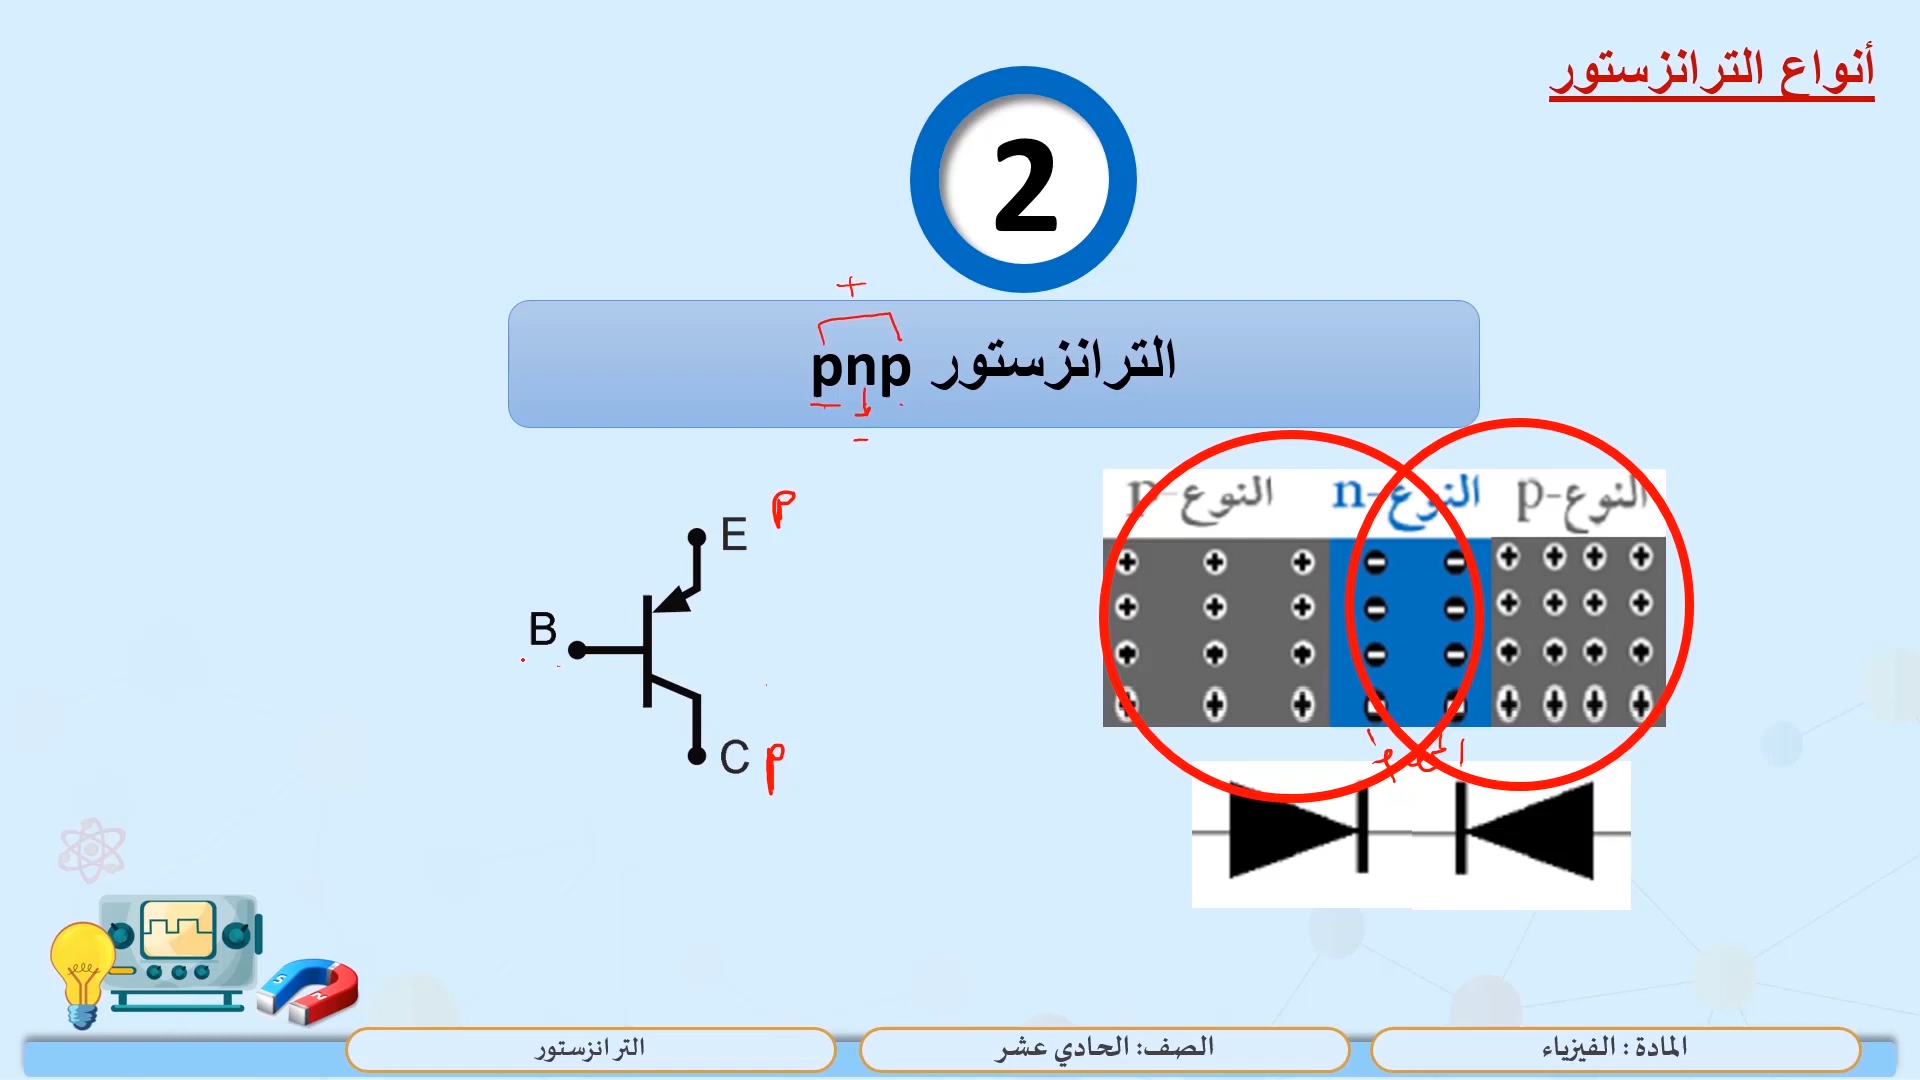 أنواع الترانزستور
2
+
الترانزستور pnp
-
النوع-p
النوع-n
النوع-p
E p
B
C p
S
N
المادة : الفيزياء
الصف: الحادي عشر
الترانزستور